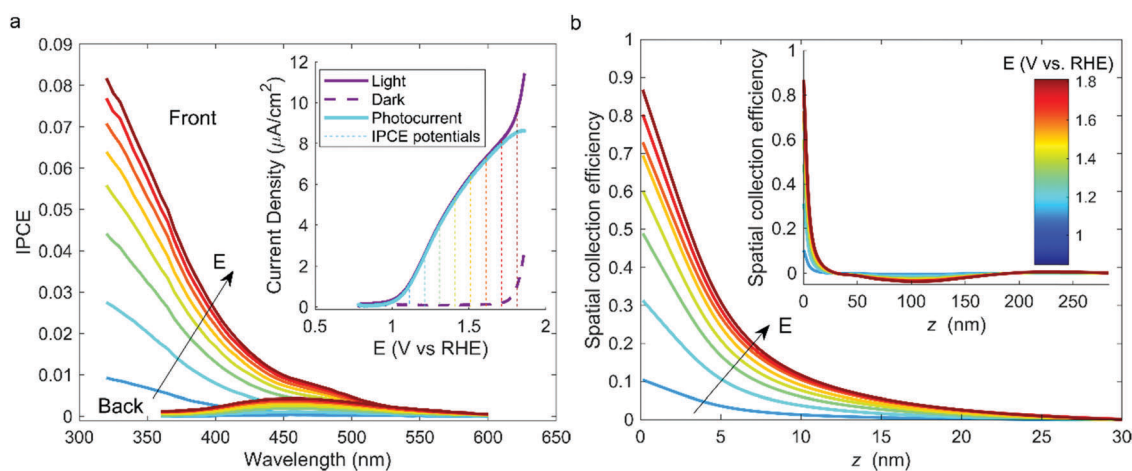 a
0.09
0.08
0.07
0.06
0.05
0.04
0.03
0.02
0.01
0
IPCE
300 350 400 450 500 550 600 650
Wavelength (nm)
Front
Back
E
12
10
8
6
4
2
0
Current Density (μA/cm²)
0.5 1 1.5 2
E (V vs RHE)
Light
Dark
Photocurrent
IPCE potentials
b
1
0.9
0.8
0.7
0.6
0.5
0.4
0.3
0.2
0.1
0
Spatial collection efficiency
0 5 10 15 20 25 30
z (nm)
E
1
0.8
0.6
0.4
0.2
0
Spatial collection efficiency
0 50 100 150 200 250
z (nm)
E (V vs. RHE)
1.8
1.6
1.4
1.2
1